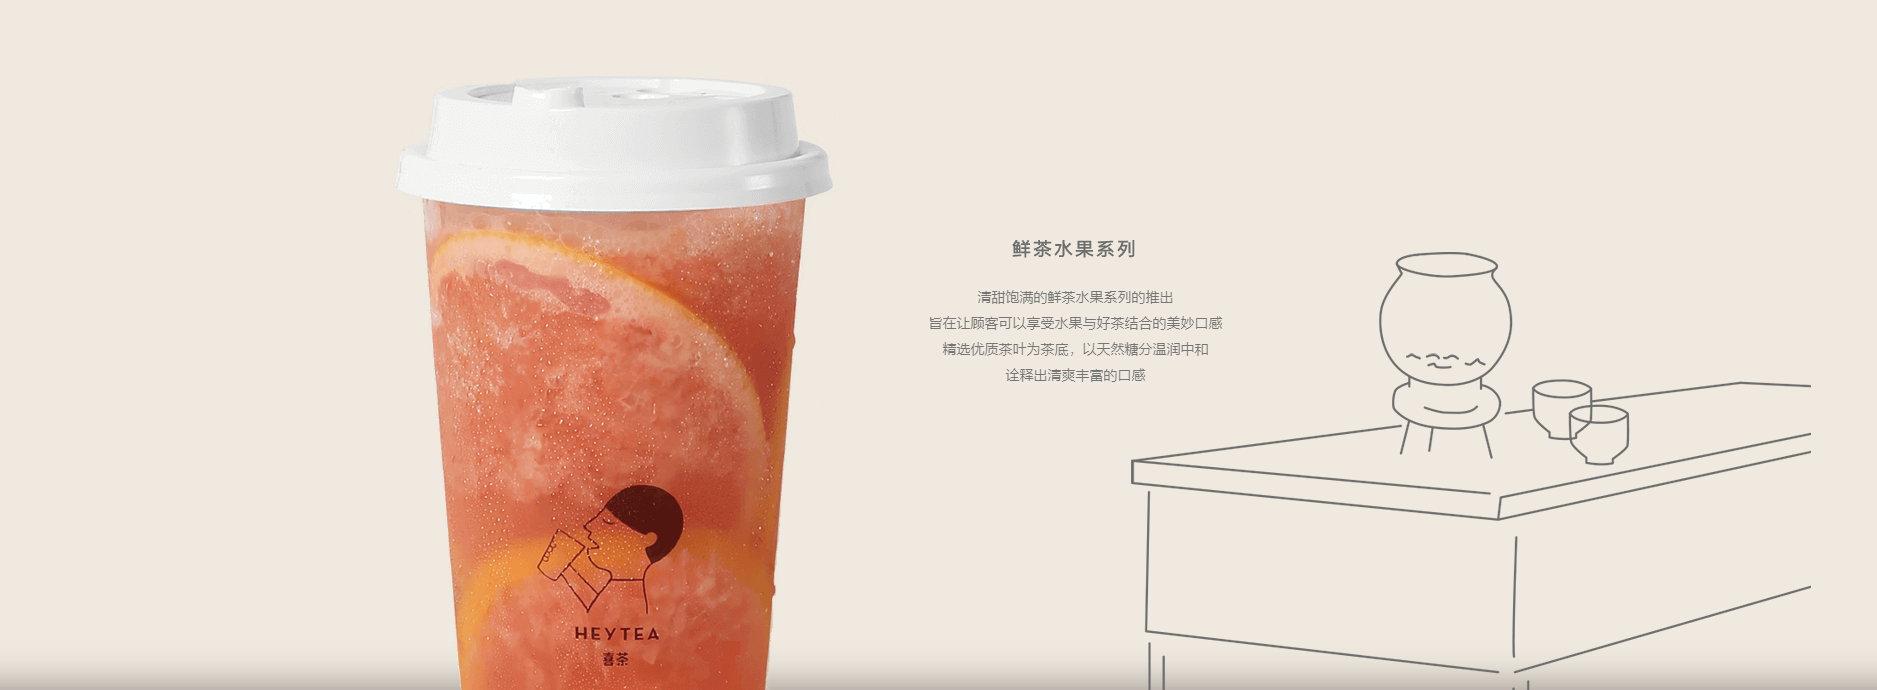 鲜茶水果系列
清甜饱满的鲜茶水果系列的推出
旨在让顾客可以享受水果与好茶结合的美妙口感
精选优质茶叶为茶底，以天然糖分温润中和
诠释出清爽丰富的口感
HEYTEA
喜茶